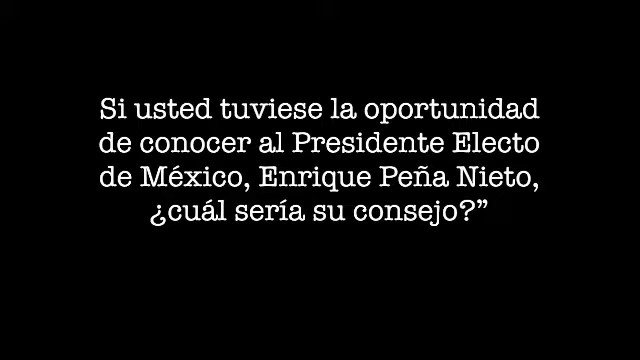 Si usted tuviese la oportunidad
de conocer al Presidente Electo
de México, Enrique Peña Nieto,
¿cuál sería su consejo?”